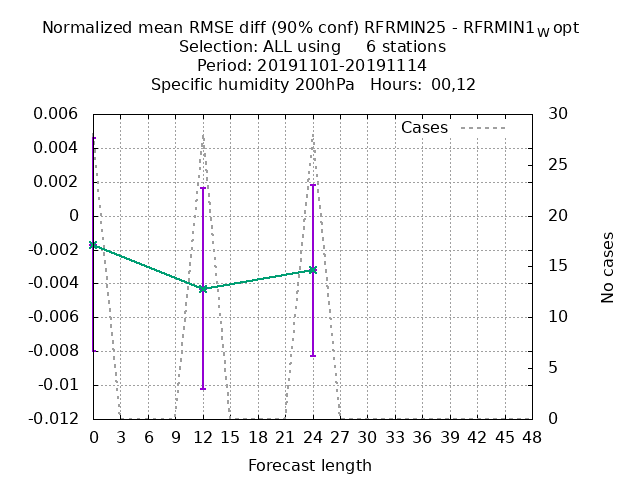 Normalized mean RMSE diff (90% conf) RFRMIN25 - RFRMIN1w opt
Selection: ALL using 6 stations
Period: 20191101-20191114
Specific humidity 200hPa Hours: 00,12
Cases
0.006
0.004
0.002
0
-0.002
-0.004
-0.006
-0.008
-0.01
-0.012
30
25
20
15
10
5
0
No cases
0 3 6 9 12 15 18 21 24 27 30 33 36 39 42 45 48
Forecast length